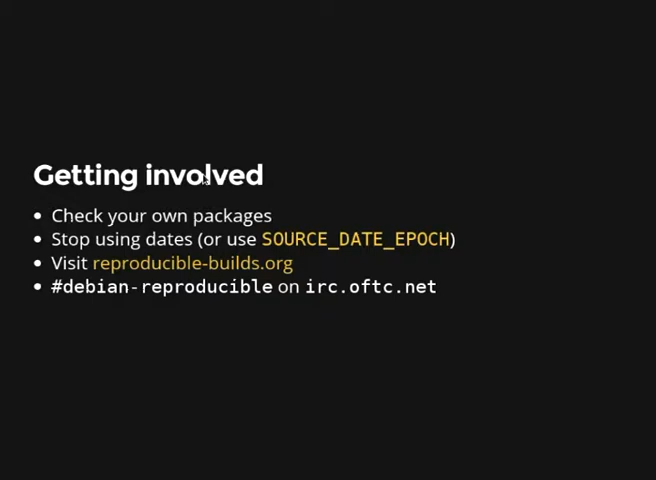 Getting involved
• Check your own packages
• Stop using dates (or use SOURCE_DATE_EPOCH)
• Visit reproducible-builds.org
• #debian-reproducible on irc.oftc.net